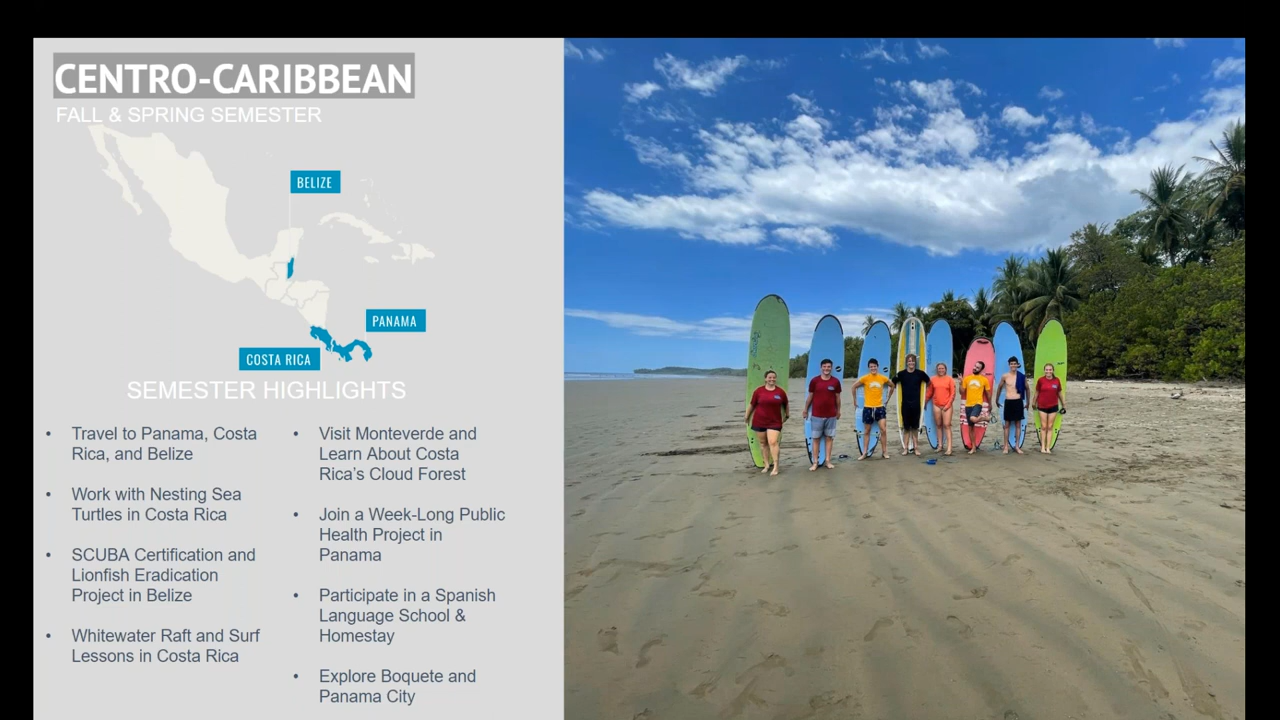 CENTRO-CARIBBEAN
FALL & SPRING SEMESTER
BELIZE
PANAMA
COSTA RICA
SEMESTER HIGHLIGHTS
• Travel to Panama, Costa
Rica, and Belize
• Work with Nesting Sea
Turtles in Costa Rica
• SCUBA Certification and
Lionfish Eradication
Project in Belize
• Whitewater Raft and Surf
Lessons in Costa Rica
• Visit Monteverde and
Learn About Costa
Rica's Cloud Forest
• Join a Week-Long Public
Health Project in
Panama
• Participate in a Spanish
Language School &
Homestay
• Explore Boquete and
Panama City